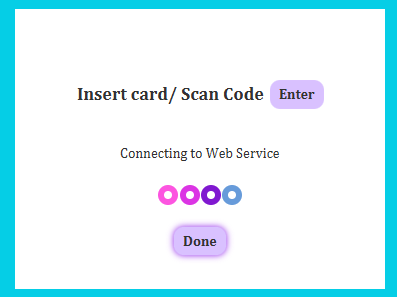 Insert card/ Scan Code Enter
Connecting to Web Service
Done